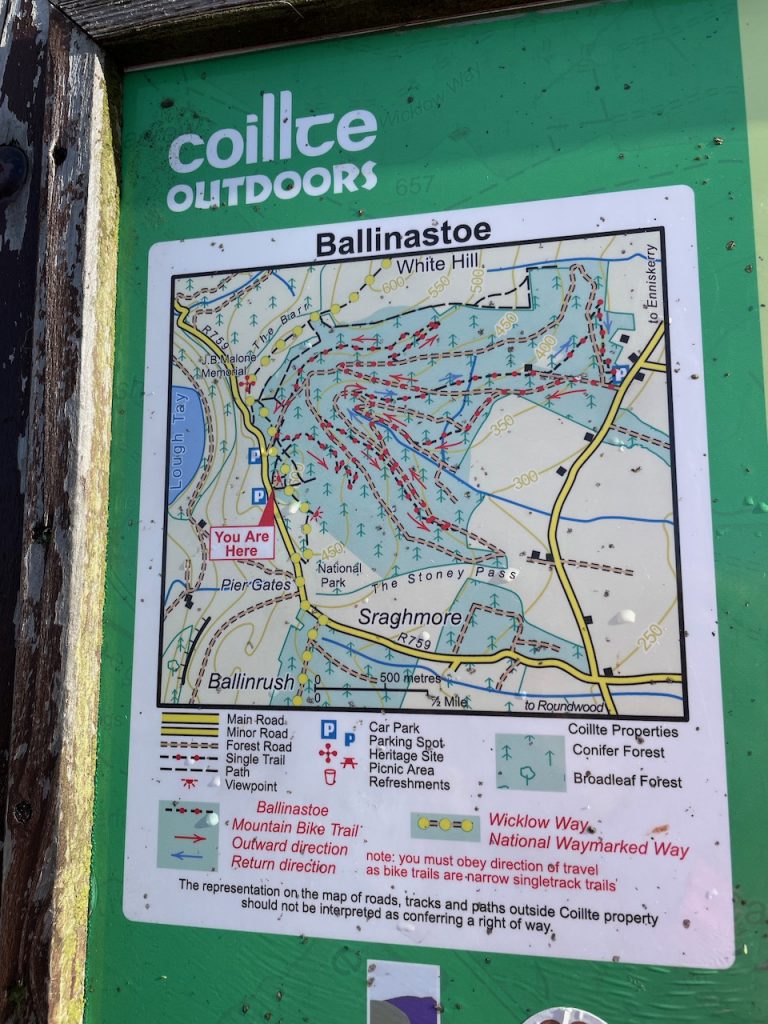 Wicklow Way
coillte
OUTDOORS
657
Ballinastoe
White Hill
600
550
500
to Enniskerry
R759
The Barr
450
400
J.B.Malone
Memorial
P
Lough Tay
350
P
300
P
You Are
Here
450
National
Park
Pier Gates
The Stoney Pass
Sraghmore
R759
250
Ballinrush
0
500 metres
0
½ Mile
to Roundwood
Main Road
Minor Road
Forest Road
Single Trail
Path
Viewpoint
P
P
Car Park
Parking Spot
Heritage Site
Picnic Area
Refreshments
Coillte Properties
Conifer Forest
Broadleaf Forest
Ballinastoe
Mountain Bike Trail
Outward direction
Return direction
Wicklow Way
National Waymarked Way
note: you must obey direction of travel
as bike trails are narrow singletrack trails
The representation on the map of roads, tracks and paths outside Coillte property
should not be interpreted as conferring a right of way.